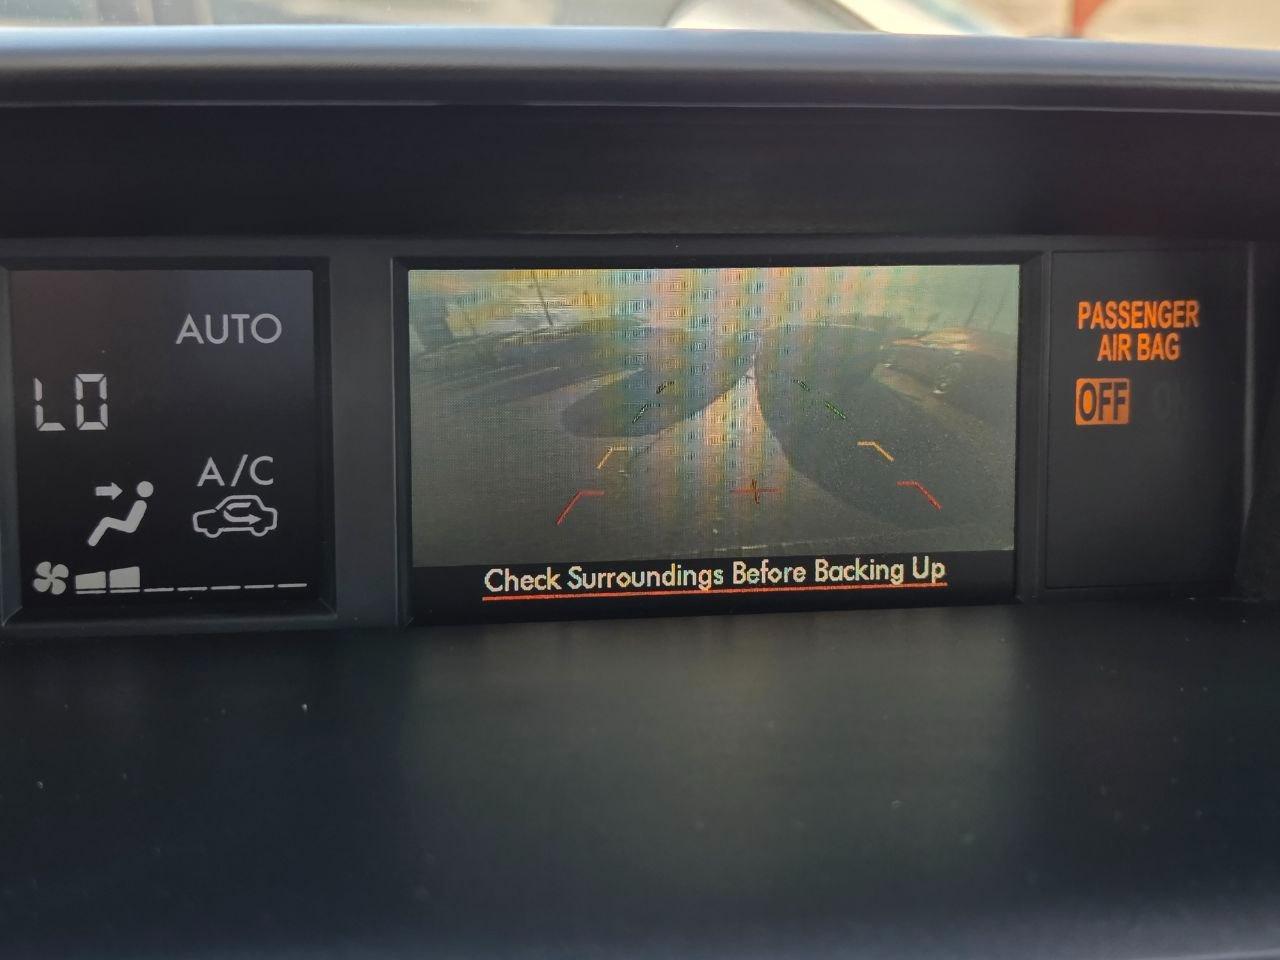 AUTO
LO
A/C
Check Surroundings Before Backing Up
PASSENGER
AIR BAG
OFF